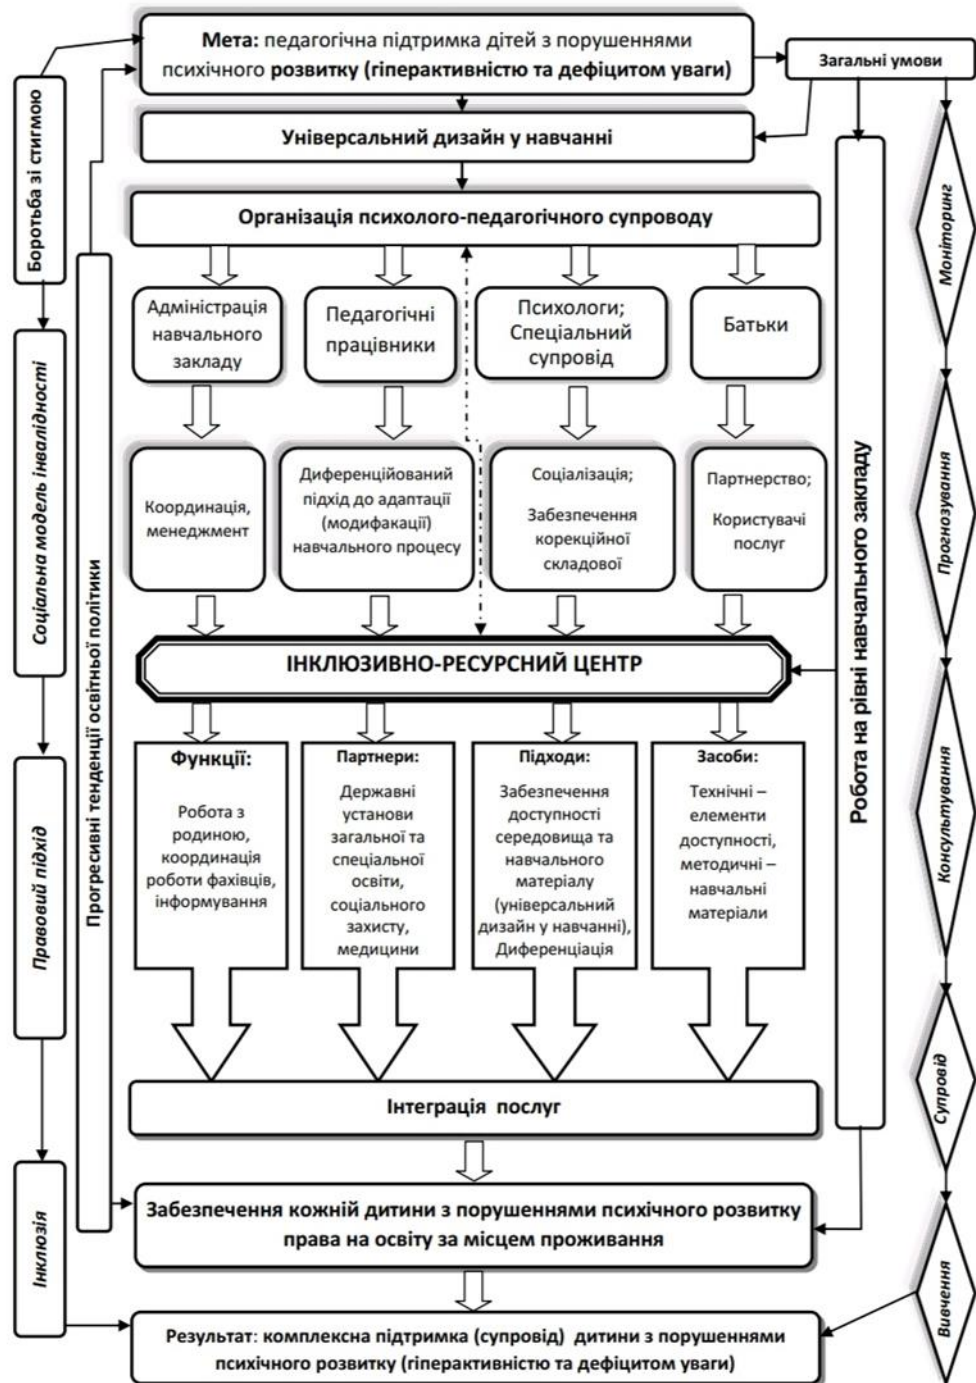 Мета: педагогічна підтримка дітей з порушеннями
психічного розвитку (гіперактивністю та дефіцитом уваги)
Загальні умови
Універсальний дизайн у навчанні
Організація психолого-педагогічного супроводу
Адміністрація
навчального
закладу
Педагогічні
працівники
Психологи;
Спеціальний
супровід
Батьки
Координація,
менеджмент
Диференційований
підхід до адаптації
(модифакації)
навчального процесу
Соціалізація;
Забезпечення
корекційної
складової
Партнерство;
Користувачі
послуг
ІНКЛЮЗИВНО-РЕСУРСНИЙ ЦЕНТР
Функції:
Робота з
родиною,
координація
роботи фахівців,
інформування
Партнери:
Державні
установи
загальної та
спеціальної
освіти,
соціального
захисту,
медицини
Підходи:
Забезпечення
доступності
середовища та
навчального
матеріалу
(універсальний
дизайн у навчанні),
Диференціація
Засоби:
Технічні –
елементи
доступності,
методичні –
навчальні
матеріали
Інтеграція послуг
Забезпечення кожній дитини з порушеннями психічного розвитку
права на освіту за місцем проживання
Результат: комплексна підтримка (супровід) дитини з порушеннями
психічного розвитку (гіперактивністю та дефіцитом уваги)
Боротьба зі стигмою
Соціальна модель інвалідності
Правовий підхід
Інклюзія
Прогресивні тенденції освітньої політики
Робота на рівні навчального закладу
Моніторинг
Прогнозування
Консультування
Супровід
Вивчення